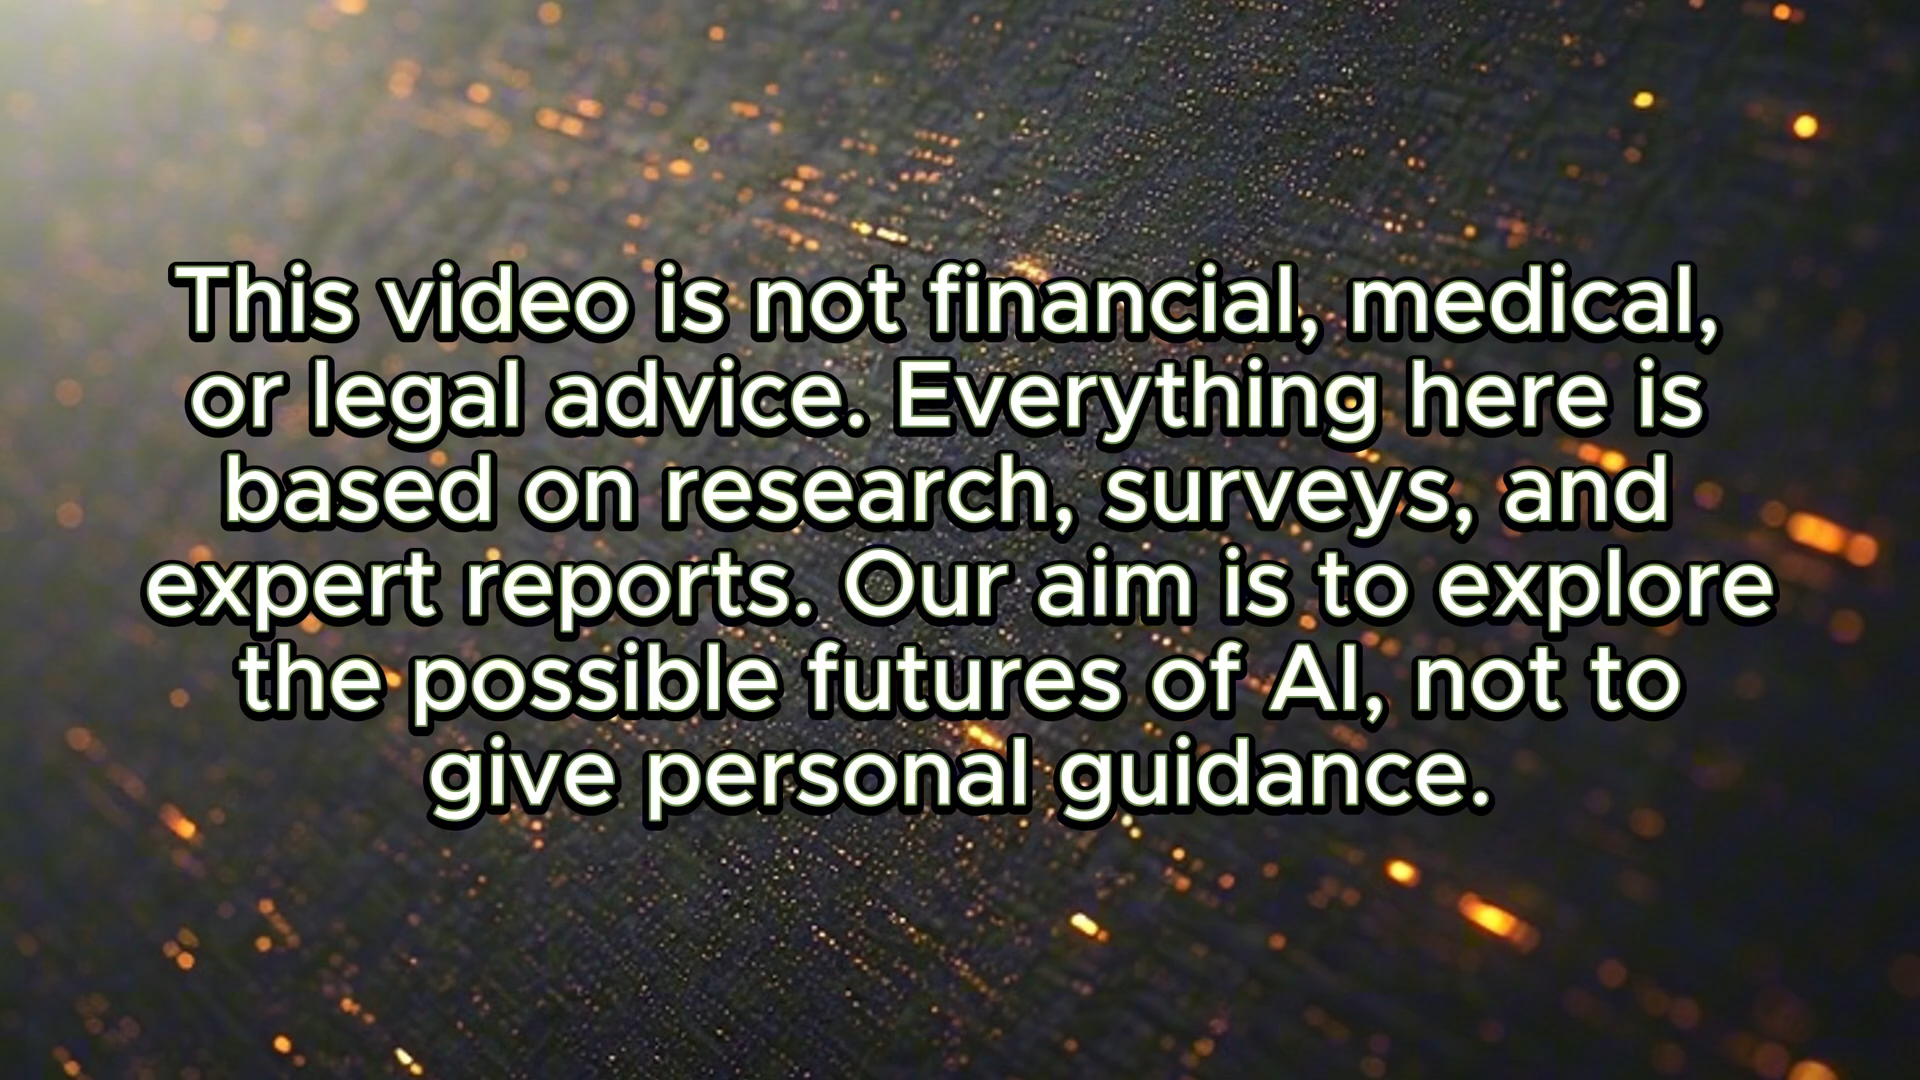 This video is not financial, medical,
or legal advice. Everything here is
based on research, surveys, and
expert reports. Our aim is to explore
the possible futures of AI, not to
give personal guidance.